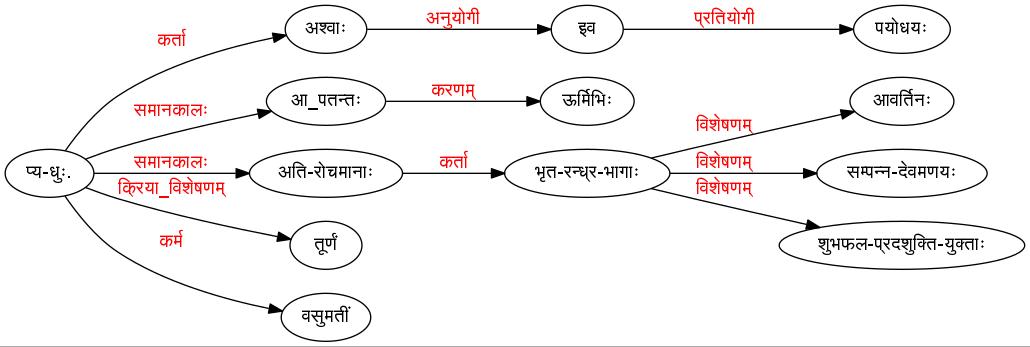 कर्ता
अश्वाः
अनुयोगी
इव
प्रतियोगी
पयोधयः
समानकालः
आ_पतन्तः
करणम्
ऊर्मिभिः
विशेषणम्
आवर्तिनः
प्य-धुः.
समानकालः
अति-रोचमानाः
कर्ता
भृत-रन्ध्र-भागाः
विशेषणम्
सम्पन्न-देवमणयः
क्रिया_विशेषणम्
तूर्णं
विशेषणम्
शुभफल-प्रदशुक्ति-युक्ताः
कर्म
वसुमतीं